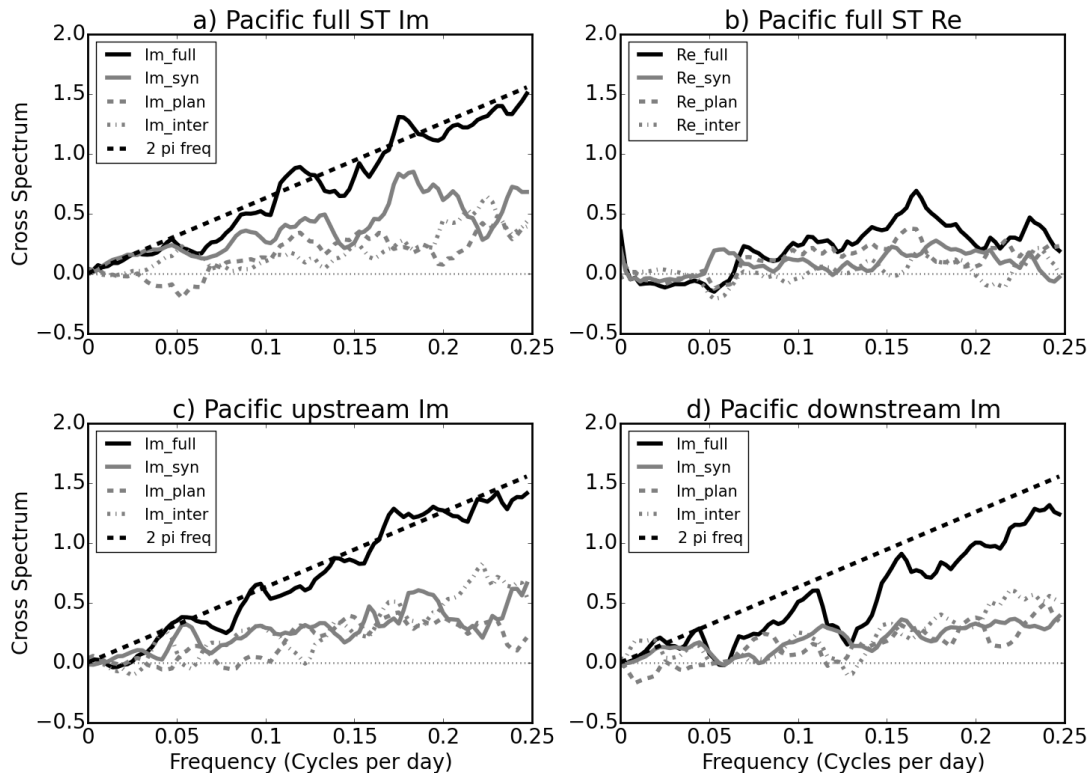 a) Pacific full ST Im
2.0
1.5
1.0
0.5
0.0
−0.5
Cross Spectrum
Im_full
Im_syn
Im_plan
Im_inter
2 pi freq
0 0.05 0.1 0.15 0.2 0.25
b) Pacific full ST Re
2.0
1.5
1.0
0.5
0.0
−0.5
Re_full
Re_syn
Re_plan
Re_inter
0 0.05 0.1 0.15 0.2 0.25
c) Pacific upstream Im
2.0
1.5
1.0
0.5
0.0
−0.5
Cross Spectrum
Im_full
Im_syn
Im_plan
Im_inter
2 pi freq
0 0.05 0.1 0.15 0.2 0.25
Frequency (Cycles per day)
d) Pacific downstream Im
2.0
1.5
1.0
0.5
0.0
−0.5
Im_full
Im_syn
Im_plan
Im_inter
2 pi freq
0 0.05 0.1 0.15 0.2 0.25
Frequency (Cycles per day)